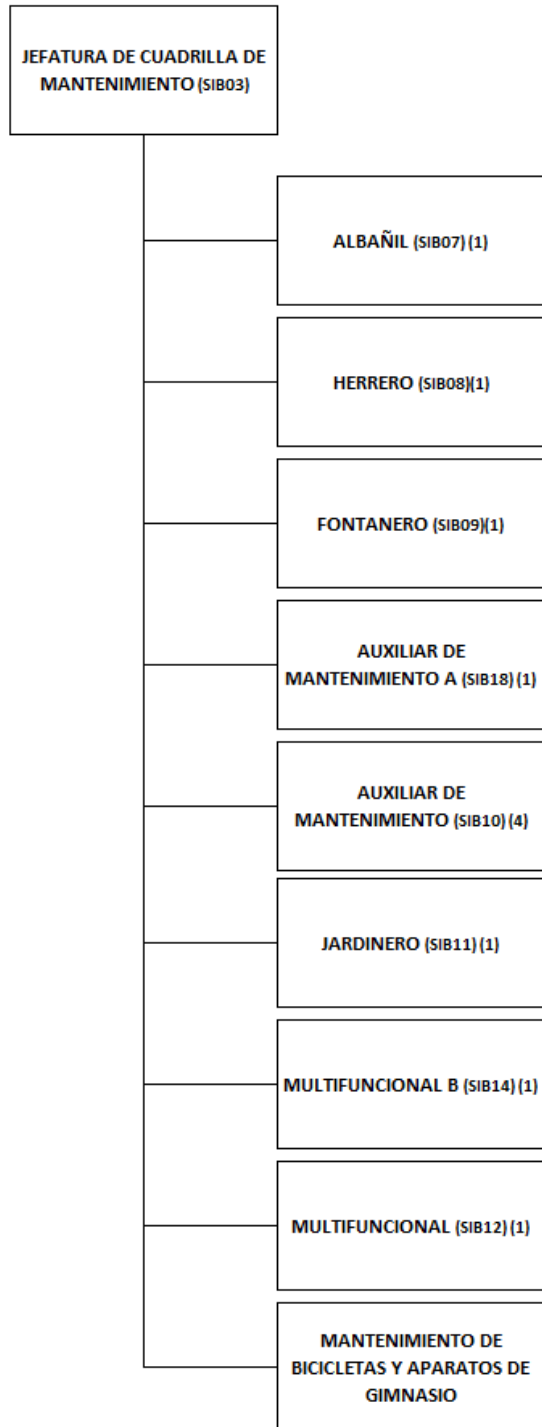 JEFATURA DE CUADRILLA DE
MANTENIMIENTO (SIB03)
ALBAÑIL (SIB07) (1)
HERRERO (SIB08)(1)
FONTANERO (SIB09)(1)
AUXILIAR DE
MANTENIMIENTO A (SIB18) (1)
AUXILIAR DE
MANTENIMIENTO (SIB10) (4)
JARDINERO (SIB11) (1)
MULTIFUNCIONAL B (SIB14) (1)
MULTIFUNCIONAL (SIB12) (1)
MANTENIMIENTO DE
BICICLETAS Y APARATOS DE
GIMNASIO